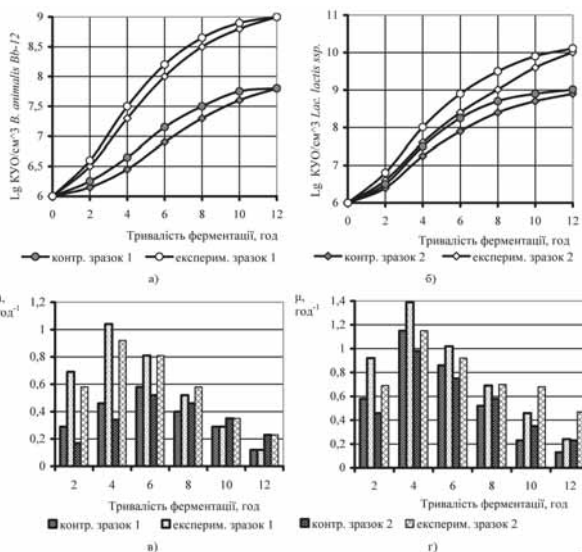 Lg КУО/см^3 B. animalis Bb-12
9
8,5
8
7,5
7
6,5
6
0 2 4 6 8 10 12
Тривалість ферментації, год
контр. зразок 1 експерим. зразок 1
а)
Lg КУО/см^3 Lac. lactis ssp.
11
10
9
8
7
6
0 2 4 6 8 10 12
Тривалість ферментації, год
контр. зразок 2 експерим. зразок 2
б)
год-1
1,2
1
0,8
0,6
0,4
0,2
0
2 4 6 8 10 12
Тривалість ферментації, год
контр. зразок 1 експерим. зразок 1
в)
μ,
год-1
1,4
1,2
1
0,8
0,6
0,4
0,2
0
2 4 6 8 10 12
Тривалість ферментації, год
контр. зразок 2 експерим. зразок 2
г)